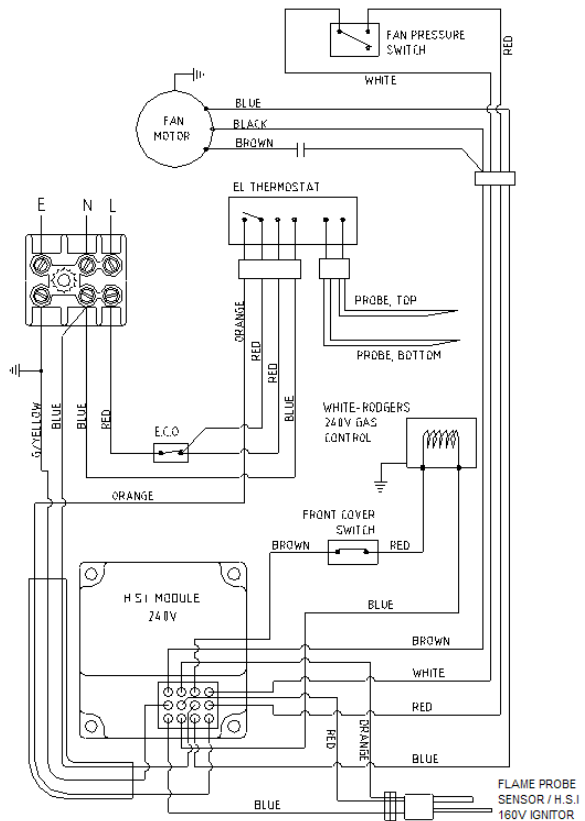 FAN PRESSURE
SWITCH
RED
WHITE
BLUE
FAN
MOTOR
BLACK
BROWN
EL THERMOSTAT
E N L
PROBE, TOP
ORANGE
RED
RED
BLUE
PROBE, BOTTOM
G/YELLOW
BLUE
BLUE
RED
E.C.O
WHITE-RODGERS
240V GAS
CONTROL
ORANGE
FRONT COVER
SWITCH
BROWN
RED
H S I MODULE
240V
BLUE
BROWN
WHITE
RED
RED
ORANGE
BLUE
BLUE
FLAME PROBE
SENSOR / H.S.I
160V IGNITOR